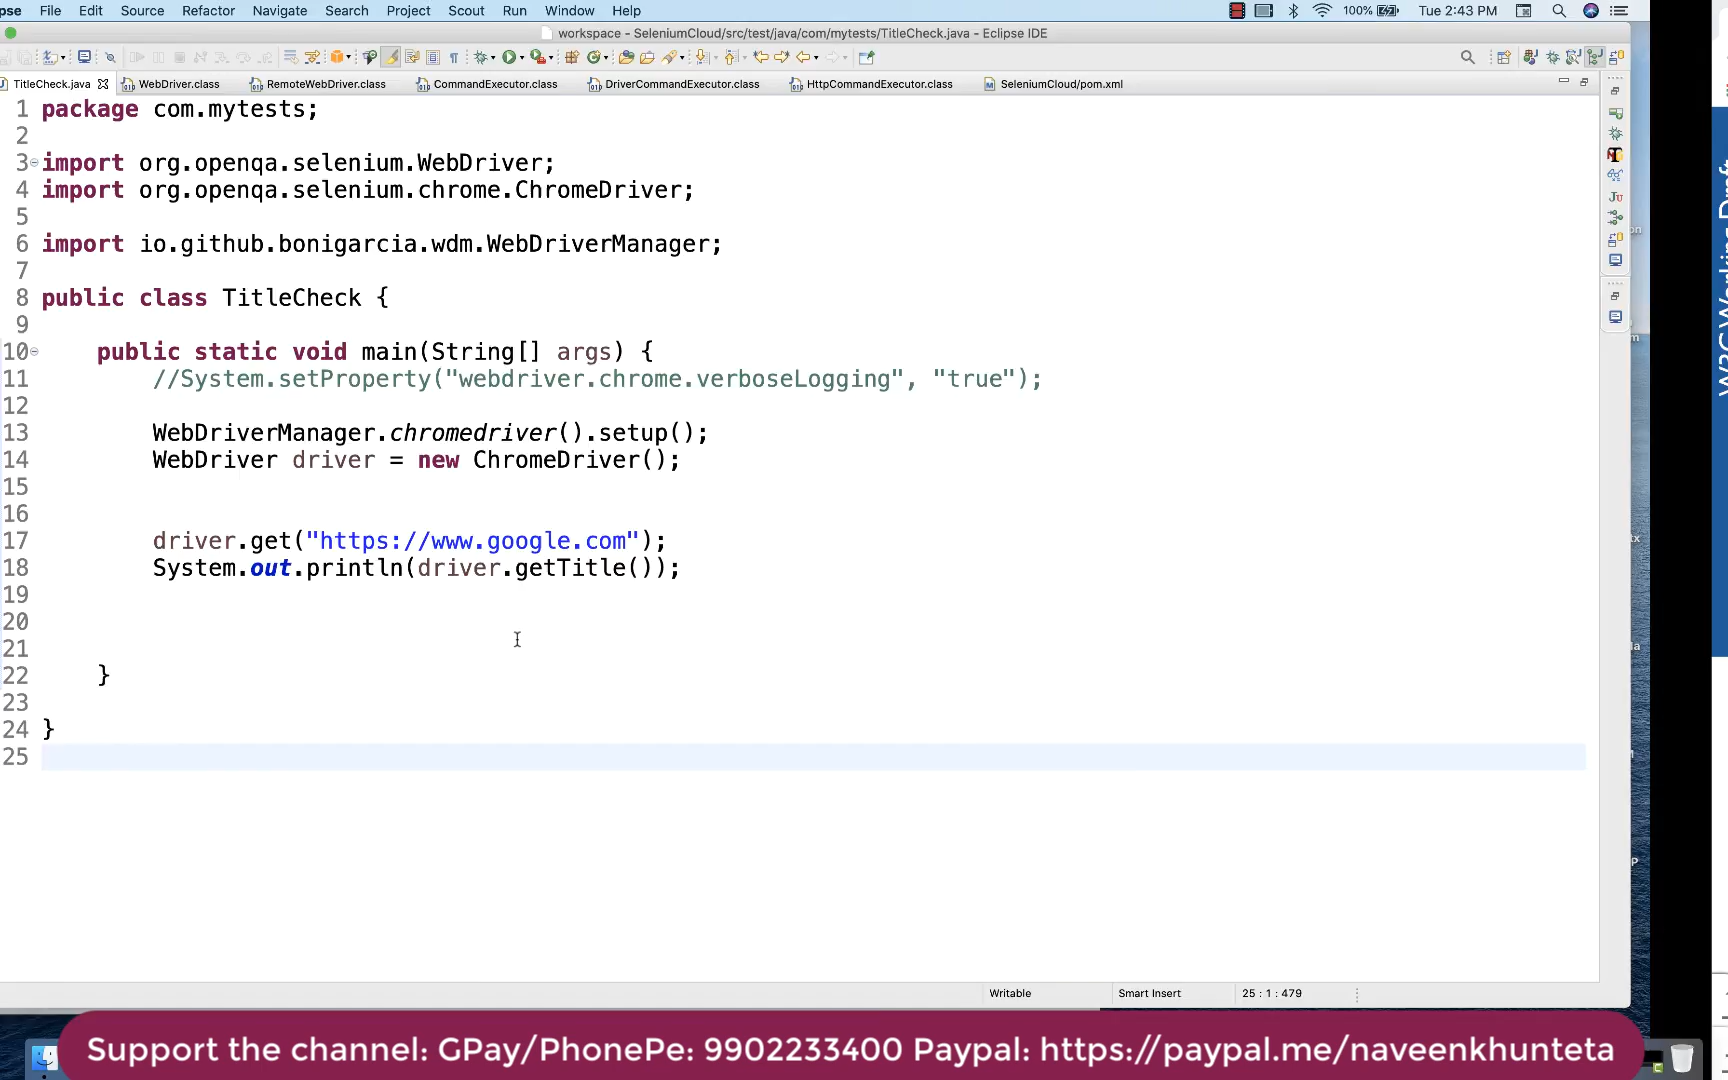 pse File Edit Source Refactor Navigate Search Project Scout Run Window Help 100% Tue 2:43 PM
workspace - SeleniumCloud/src/test/java/com/mytests/TitleCheck.java - Eclipse IDE
TitleCheck.java WebDriver.class RemoteWebDriver.class CommandExecutor.class DriverCommandExecutor.class HttpCommandExecutor.class SeleniumCloud/pom.xml
1 package com.mytests;
2
3 import org.openqa.selenium.WebDriver;
4 import org.openqa.selenium.chrome.ChromeDriver;
5
6 import io.github.bonigarcia.wdm.WebDriverManager;
7
8 public class TitleCheck {
9
10 public static void main(String[] args) {
11 //System.setProperty("webdriver.chrome.verboseLogging", "true");
12
13 WebDriverManager.chromedriver().setup();
14 WebDriver driver = new ChromeDriver();
15
16
17 driver.get("https://www.google.com");
18 System.out.println(driver.getTitle());
19
20
21
22 }
23
24 }
25
Writable Smart Insert 25 : 1 : 479
W3C Working Draft
Support the channel: GPay/PhonePe: 9902233400 Paypal: https://paypal.me/naveenkhunteta